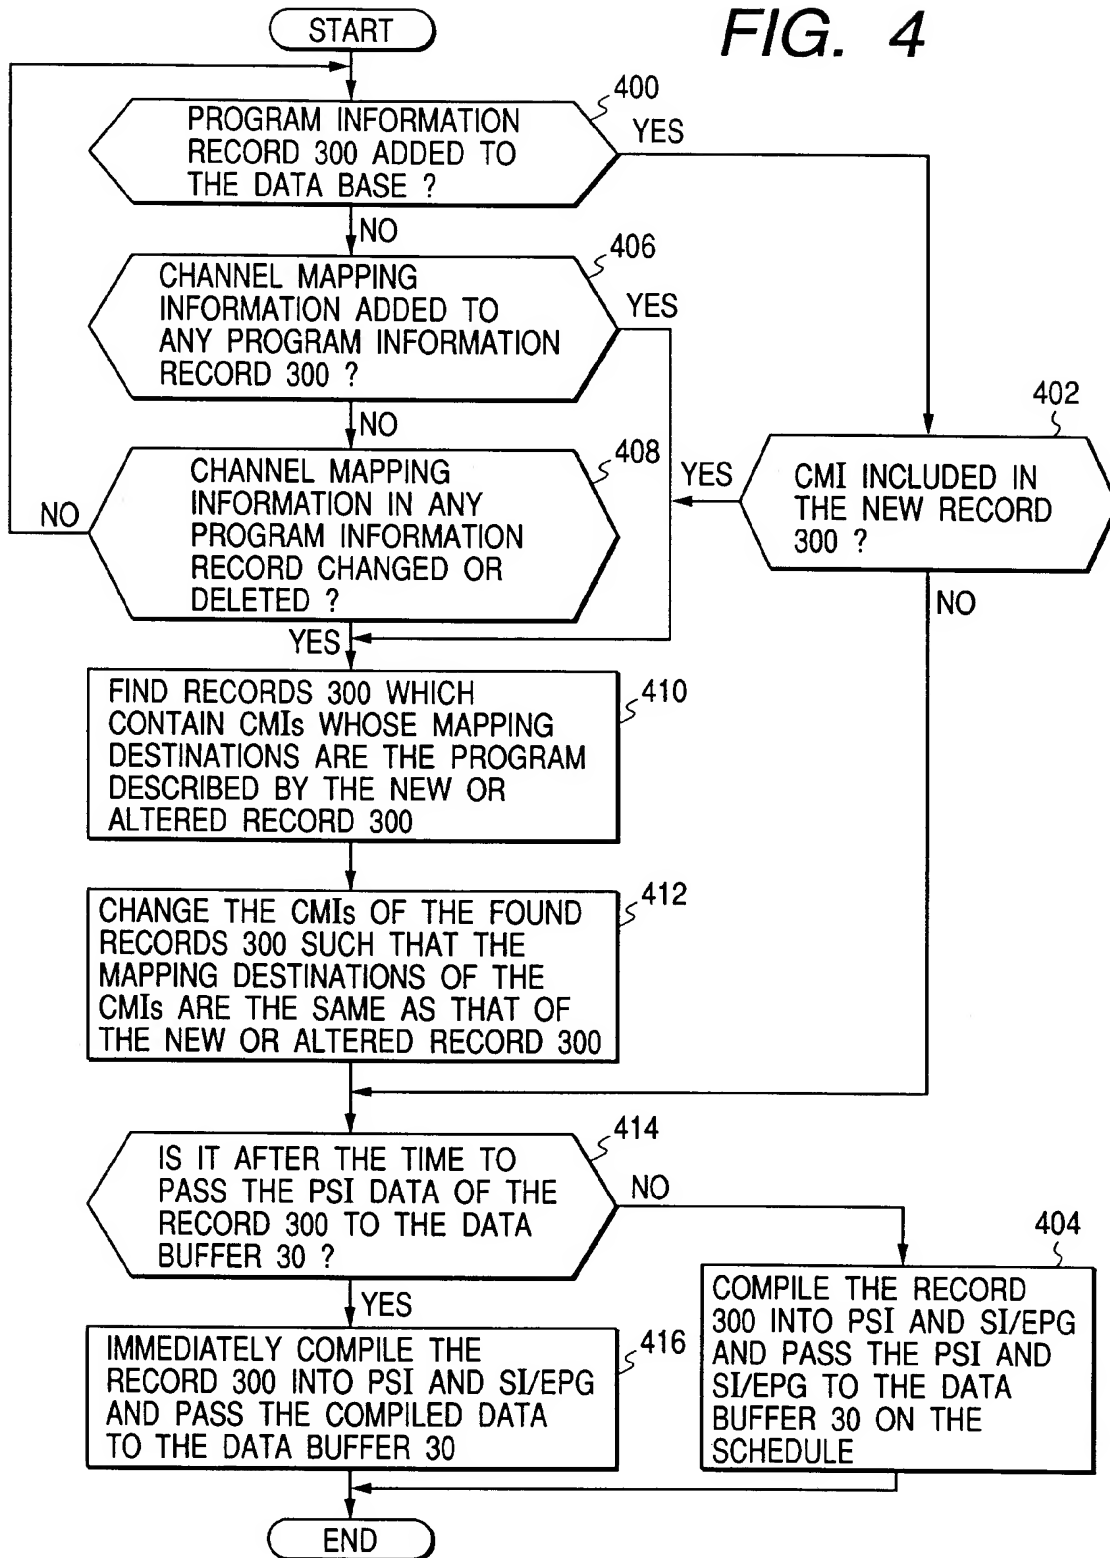 FIG. 4
START
400
PROGRAM INFORMATION
RECORD 300 ADDED TO
THE DATA BASE ?
YES
NO
406
CHANNEL MAPPING
INFORMATION ADDED TO
ANY PROGRAM INFORMATION
RECORD 300 ?
YES
NO
402
CMI INCLUDED IN
THE NEW RECORD
300 ?
YES
NO
408
CHANNEL MAPPING
INFORMATION IN ANY
PROGRAM INFORMATION
RECORD CHANGED OR
DELETED ?
NO
YES
410
FIND RECORDS 300 WHICH
CONTAIN CMIs WHOSE MAPPING
DESTINATIONS ARE THE PROGRAM
DESCRIBED BY THE NEW OR
ALTERED RECORD 300
412
CHANGE THE CMIs OF THE FOUND
RECORDS 300 SUCH THAT THE
MAPPING DESTINATIONS OF THE
CMIs ARE THE SAME AS THAT OF
THE NEW OR ALTERED RECORD 300
414
IS IT AFTER THE TIME TO
PASS THE PSI DATA OF THE
RECORD 300 TO THE DATA
BUFFER 30 ?
NO
YES
404
COMPILE THE RECORD
300 INTO PSI AND SI/EPG
AND PASS THE PSI AND
SI/EPG TO THE DATA
BUFFER 30 ON THE
SCHEDULE
416
IMMEDIATELY COMPILE THE
RECORD 300 INTO PSI AND SI/EPG
AND PASS THE COMPILED DATA
TO THE DATA BUFFER 30
END